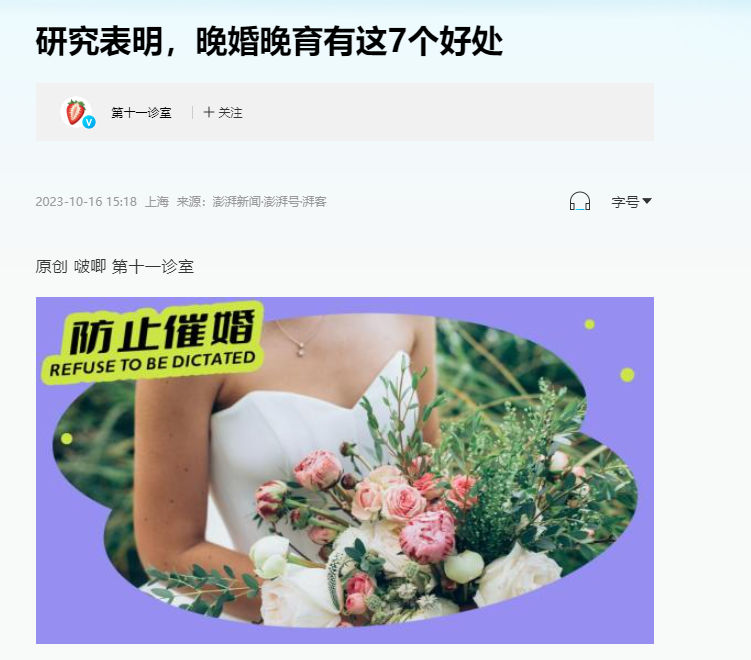 研究表明，晚婚晚育有这7个好处
第十一诊室
+ 关注
2023-10-16 15:18 上海 来源：澎湃新闻·澎湃号·湃客
字号
原创 啵唧 第十一诊室
防止催婚
REFUSE TO BE DICTATED